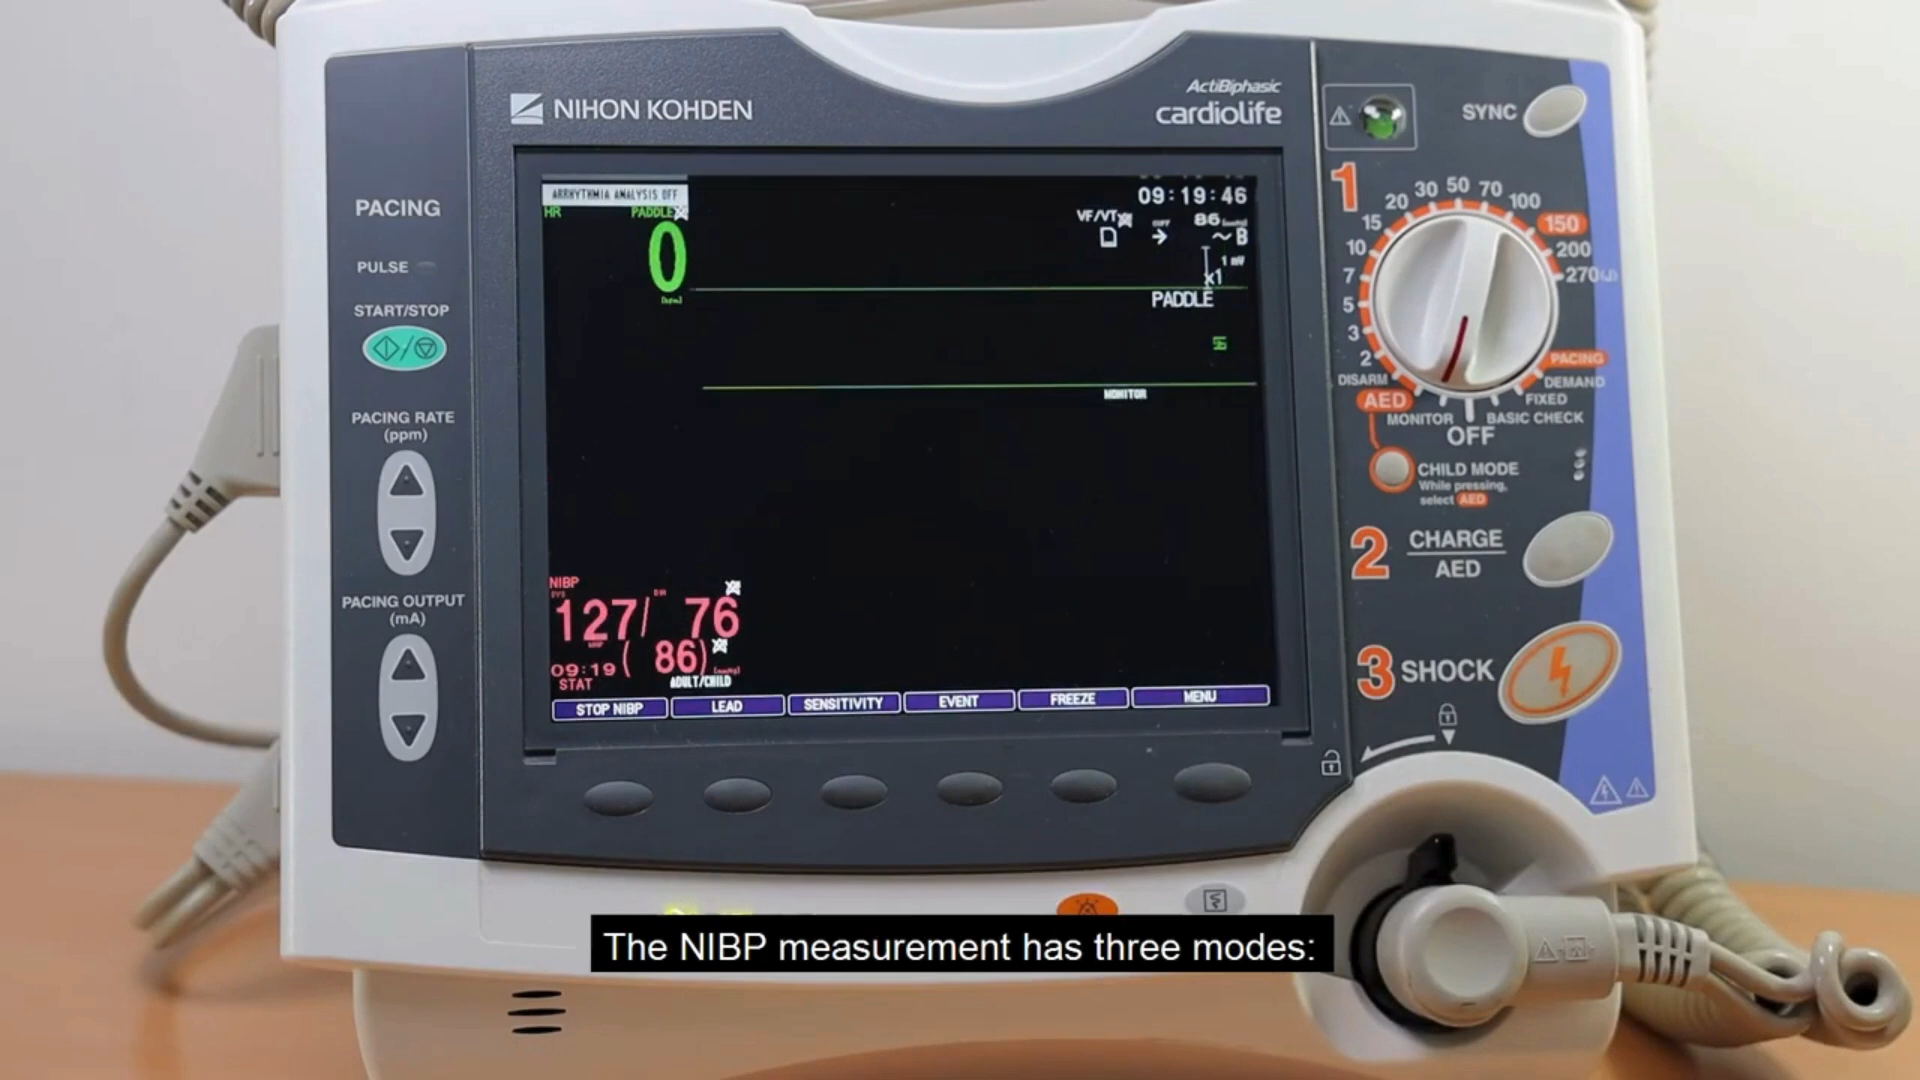 NIHON KOHDEN
ActiBiphasic
cardiolife
PACING
PULSE
START/STOP
PACING RATE
(ppm)
PACING OUTPUT
(mA)
ARRHYTHMIA ANALYSIS OFF
HR PADDLE
0
09:19:46
VF/VT
86
~ B
1 mV
x1
PADDLE
MONITOR
NIBP
127/ 76
(86)
09:19
STAT
ADULT/CHILD
STOP NIBP
LEAD
SENSITIVITY
EVENT
FREEZE
MENU
SYNC
1
2
3
5
7
10
15
20
30
50
70
100
150
200
270(J)
DISARM
AED
MONITOR
OFF
BASIC CHECK
PACING
DEMAND
FIXED
CHILD MODE
While pressing,
select AED
2 CHARGE
AED
3 SHOCK
The NIBP measurement has three modes: